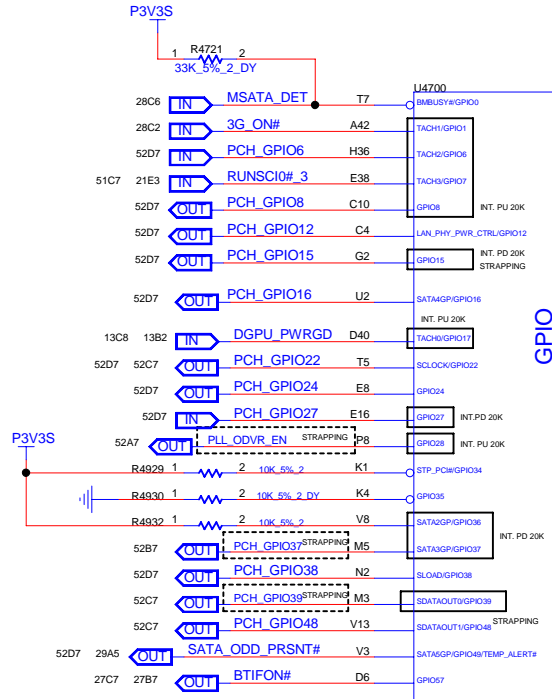 P3V3S
1 R4721 2
33K_5%_2_DY
U4700
28C6 IN MSATA_DET T7 BMBUSY#/GPIO0
28C2 IN 3G_ON# A42 TACH1/GPIO1
52D7 IN PCH_GPIO6 H36 TACH2/GPIO6
51C7 21E3 IN RUNSCI0#_3 E38 TACH3/GPIO7
52D7 OUT PCH_GPIO8 C10 GPIO8 INT. PU 20K
52D7 OUT PCH_GPIO12 C4 LAN_PHY_PWR_CTRL/GPIO12
52D7 OUT PCH_GPIO15 G2 GPIO15 INT. PD 20K
STRAPPING
52D7 OUT PCH_GPIO16 U2 SATA4GP/GPIO16
INT. PU 20K
13C8 13B2 IN DGPU_PWRGD D40 TACH0/GPIO17
GPIO
52D7 52C7 OUT PCH_GPIO22 T5 SCLOCK/GPIO22
52D7 OUT PCH_GPIO24 E8 GPIO24
52D7 IN PCH_GPIO27 E16 GPIO27 INT.PD 20K
P3V3S
52A7 OUT PLL_ODVR_EN STRAPPING P8 GPIO28 INT. PU 20K
R4929 1 2 10K_5%_2 K1 STP_PCI#/GPIO34
R4930 1 2 10K_5%_2_DY K4 GPIO35
R4932 1 2 10K_5%_2 V8 SATA2GP/GPIO36
INT. PD 20K
52B7 OUT PCH_GPIO37 STRAPPING M5 SATA3GP/GPIO37
52D7 OUT PCH_GPIO38 N2 SLOAD/GPIO38
52C7 OUT PCH_GPIO39 STRAPPING M3 SDATAOUT0/GPIO39
STRAPPING
52C7 OUT PCH_GPIO48 V13 SDATAOUT1/GPIO48
52D7 29A5 OUT SATA_ODD_PRSNT# V3 SATA5GP/GPIO49/TEMP_ALERT#
27C7 27B7 OUT BTIFON# D6 GPIO57